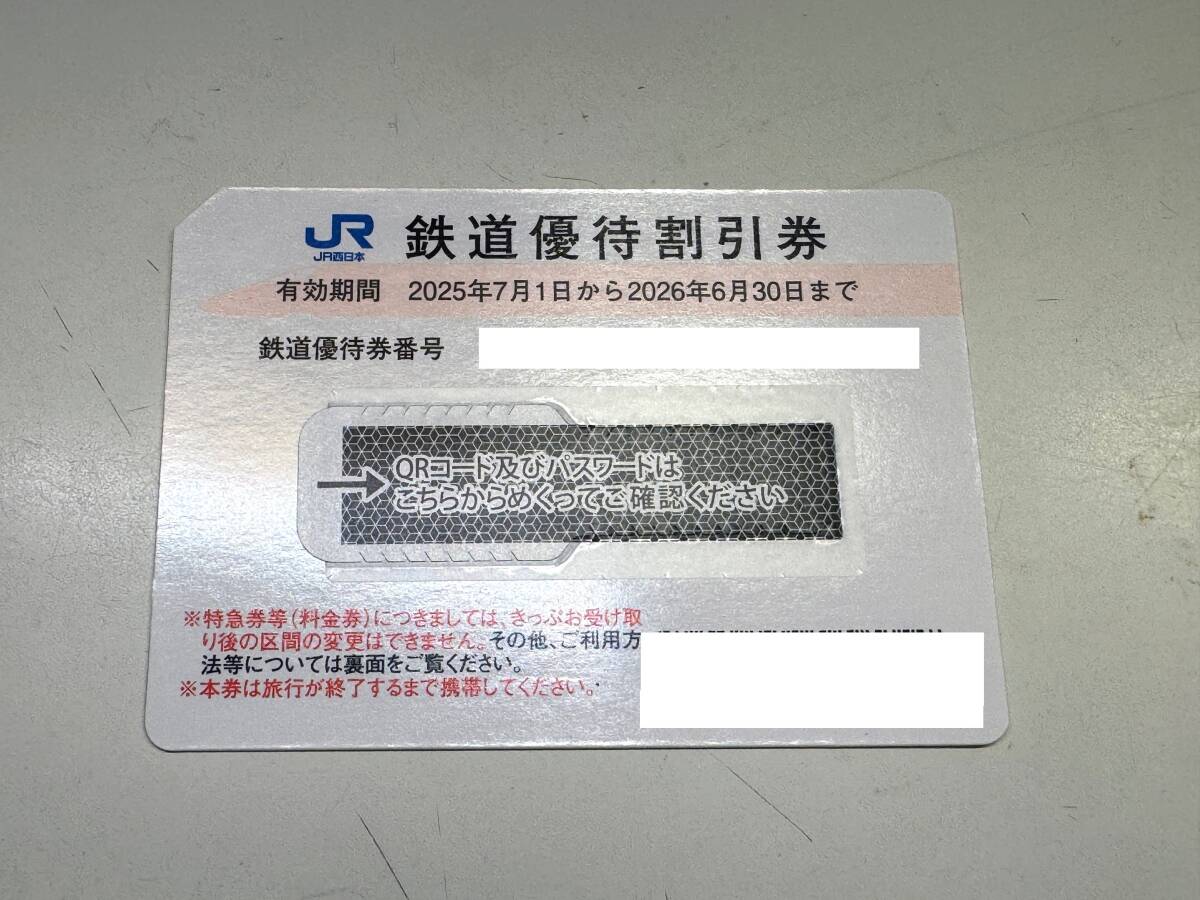 JR 鉄道優待割引券
JR西日本
有効期間 2025年7月1日から2026年6月30日まで
鉄道優待券番号
QRコード及びパスワードは
こちらからめくってご確認ください
※特急券等(料金券)につきましては、きっぷお受け取
り後の区間の変更はできません。その他、ご利用方
法等については裏面をご覧ください。
※本券は旅行が終了するまで携帯してください。